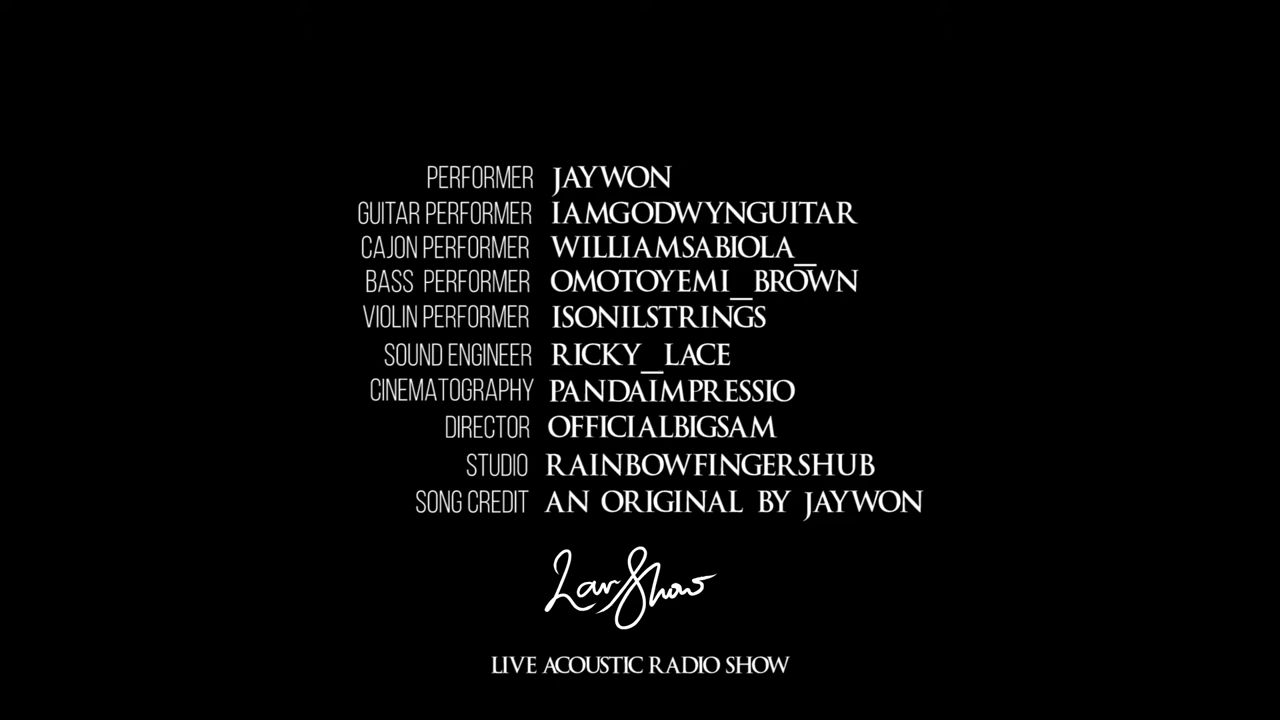 PERFORMER JAYWON
GUITAR PERFORMER IAMGODWYNGUITAR
CAJON PERFORMER WILLIAMSABIOLA_
BASS PERFORMER OMOTOYEMI_BROWN
VIOLIN PERFORMER ISONILSTRINGS
SOUND ENGINEER RICKY_LACE
CINEMATOGRAPHY PANDAIMPRESSIO
DIRECTOR OFFICIALBIGSAM
STUDIO RAINBOWFINGERSHUB
SONG CREDIT AN ORIGINAL BY JAYWON
LarShow
LIVE ACOUSTIC RADIO SHOW